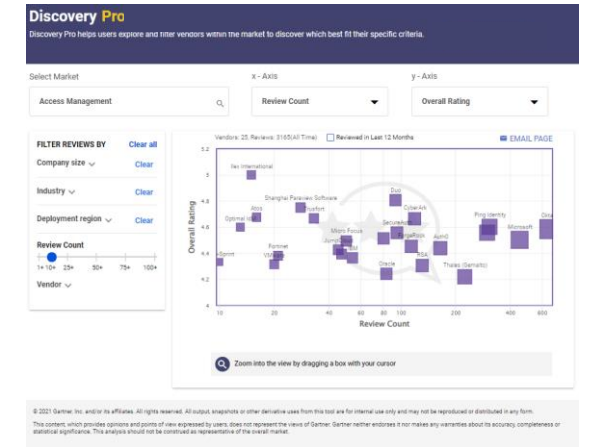 Discovery Pro
Discovery Pro helps users explore and filter vendors within the market to discover which best fit their specific criteria.
Select Market
x - Axis
y - Axis
Access Management
Review Count
Overall Rating
FILTER REVIEWS BY Clear all
Company size Clear
Industry Clear
Deployment region Clear
Review Count
1+ 10+ 25+ 50+ 75+ 100+
Vendor
Vendors: 25, Reviews: 3165(All Time) Reviewed in Last 12 Months EMAIL PAGE
5.2
5
4.8
4.6
4.4
4.2
4
Overall Rating
Ilex International
Duo
Shanghai Paraview Software
CyberArk
Atos
Optimal
SecureAuth
Ping Identity
Okta
Micro Focus
Microsoft
ForgeRock
Auth0
Fortinet
RSA
Oracle
Thales (Gemalto)
10 20 40 60 80 100 200 400 600
Review Count
Zoom into the view by dragging a box with your cursor
© 2021 Gartner, Inc. and/or its affiliates. All rights reserved. All output, snapshots or other derivative uses from this tool are for internal use only and may not be reproduced or distributed in any form.
This content, which provides opinions and points of view expressed by users, does not represent the views of Gartner; Gartner neither endorses it nor makes any warranties about its accuracy, completeness or
statistical significance. This analysis should not be construed as representative of the overall market.